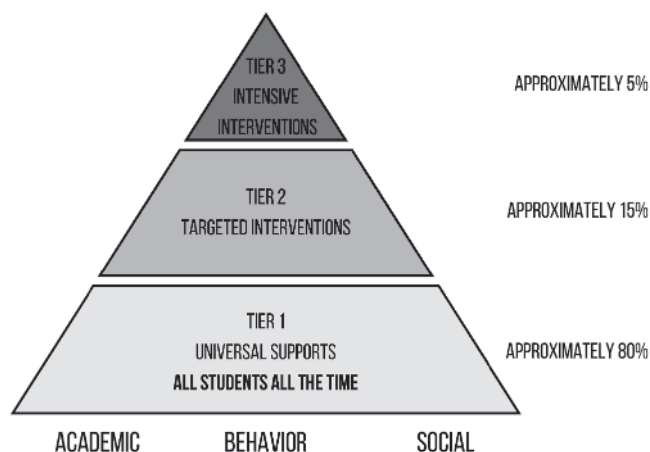 TIER 3
INTENSIVE
INTERVENTIONS
APPROXIMATELY 5%
TIER 2
TARGETED INTERVENTIONS
APPROXIMATELY 15%
TIER 1
UNIVERSAL SUPPORTS
ALL STUDENTS ALL THE TIME
APPROXIMATELY 80%
ACADEMIC BEHAVIOR SOCIAL